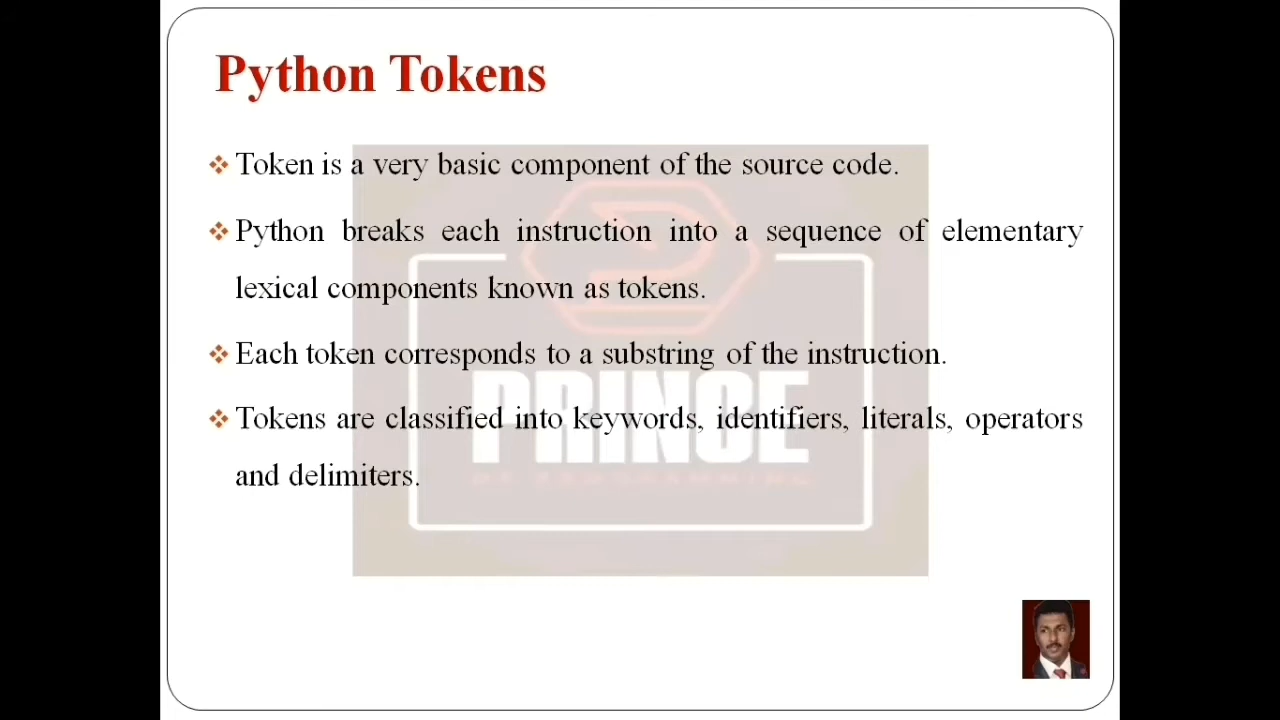 Python Tokens
Token is a very basic component of the source code.
Python breaks each instruction into a sequence of elementary
lexical components known as tokens.
Each token corresponds to a substring of the instruction.
Tokens are classified into keywords, identifiers, literals, operators
PRINCE
and delimiters.